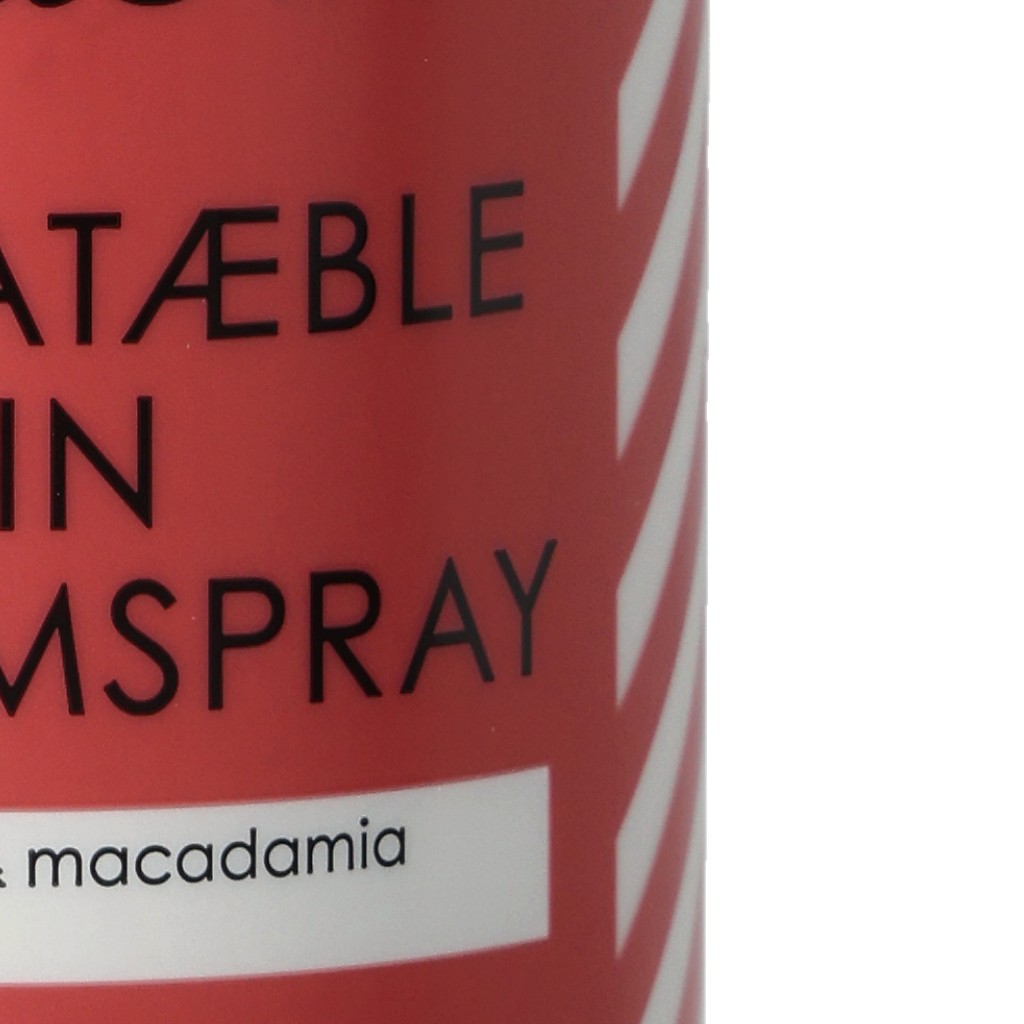 ATÆBLE
IN
MSPRAY
& macadamia